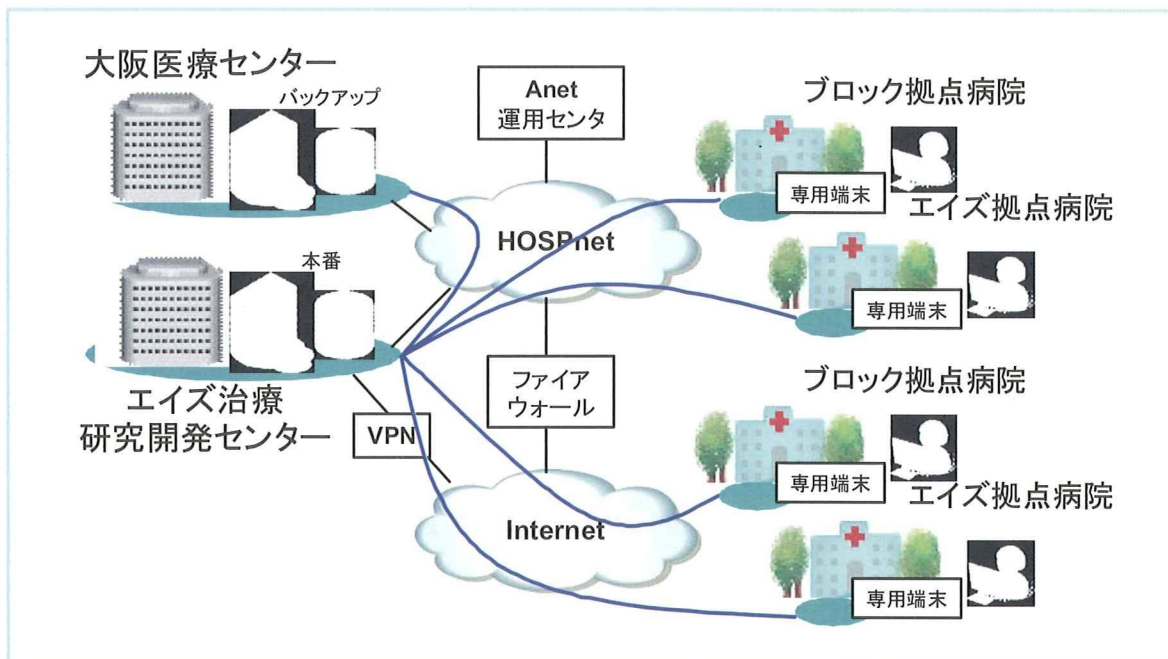 大阪医療センター
バックアップ
Anet
運用センタ
ブロック拠点病院
専用端末
エイズ拠点病院
HOSPnet
専用端末
本番
エイズ治療
研究開発センター
VPN
ファイア
ウォール
ブロック拠点病院
専用端末
エイズ拠点病院
Internet
専用端末